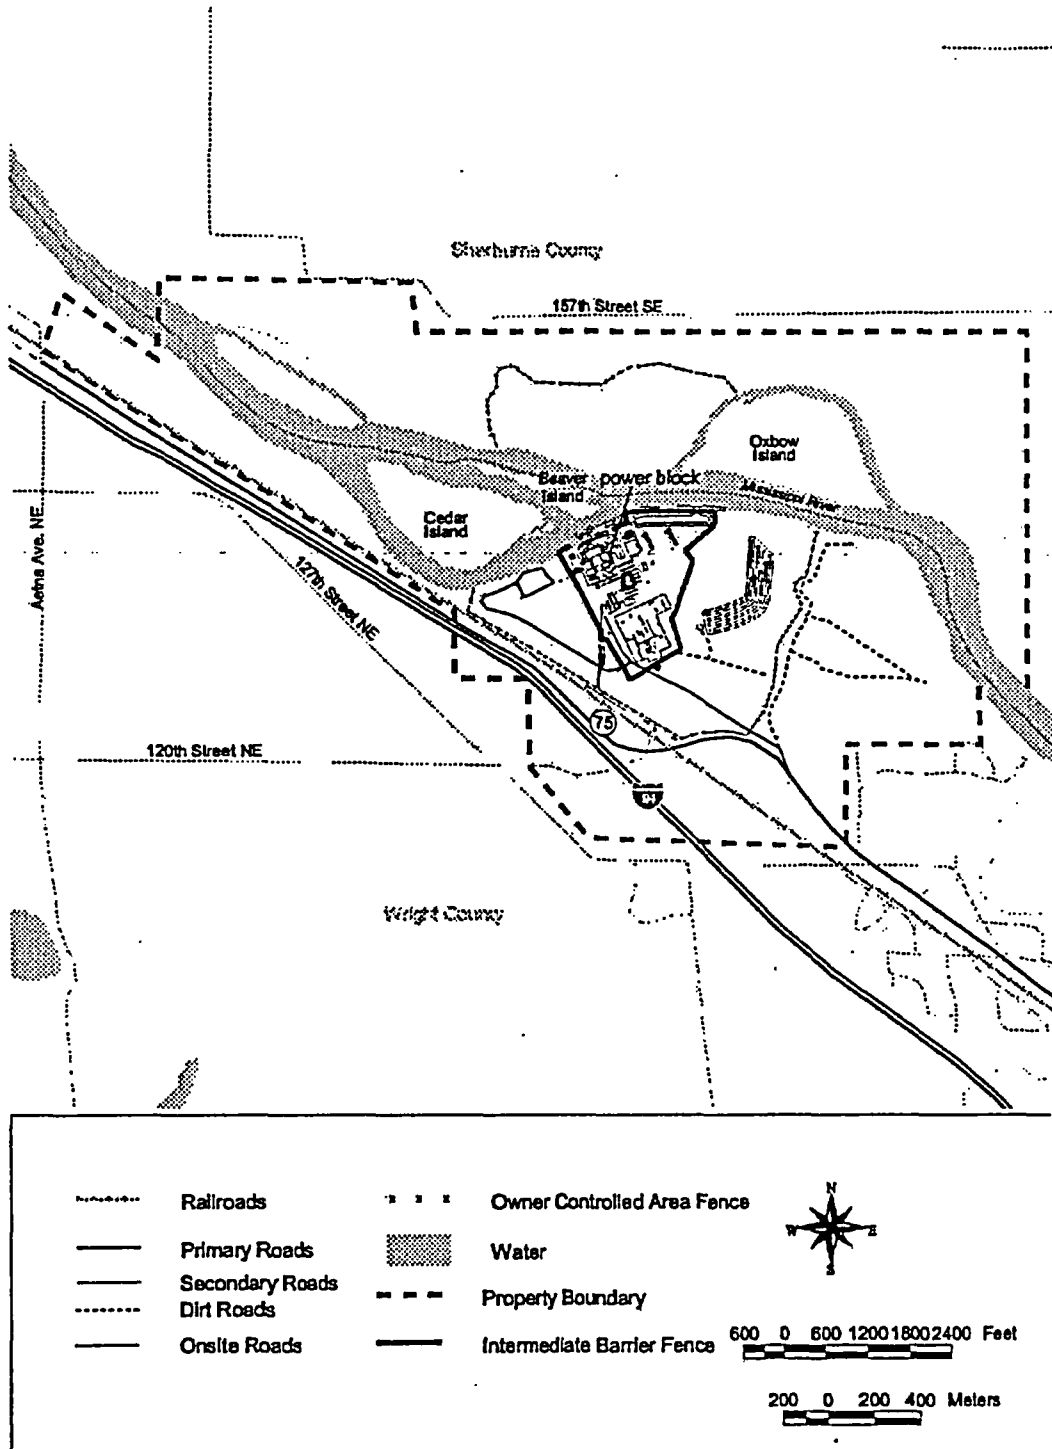 Sherburne County
157th Street SE
Oxbow
Island
Beaver
Island
power block
Mississippi River
Cedar
Island
Aetna Ave. NE
127th Street NE
75
120th Street NE
Wright County
Railroads
Primary Roads
Secondary Roads
Dirt Roads
Onsite Roads
Owner Controlled Area Fence
Water
Property Boundary
Intermediate Barrier Fence
N
W E
S
600 0 600 1200 1800 2400 Feet
200 0 200 400 Meters